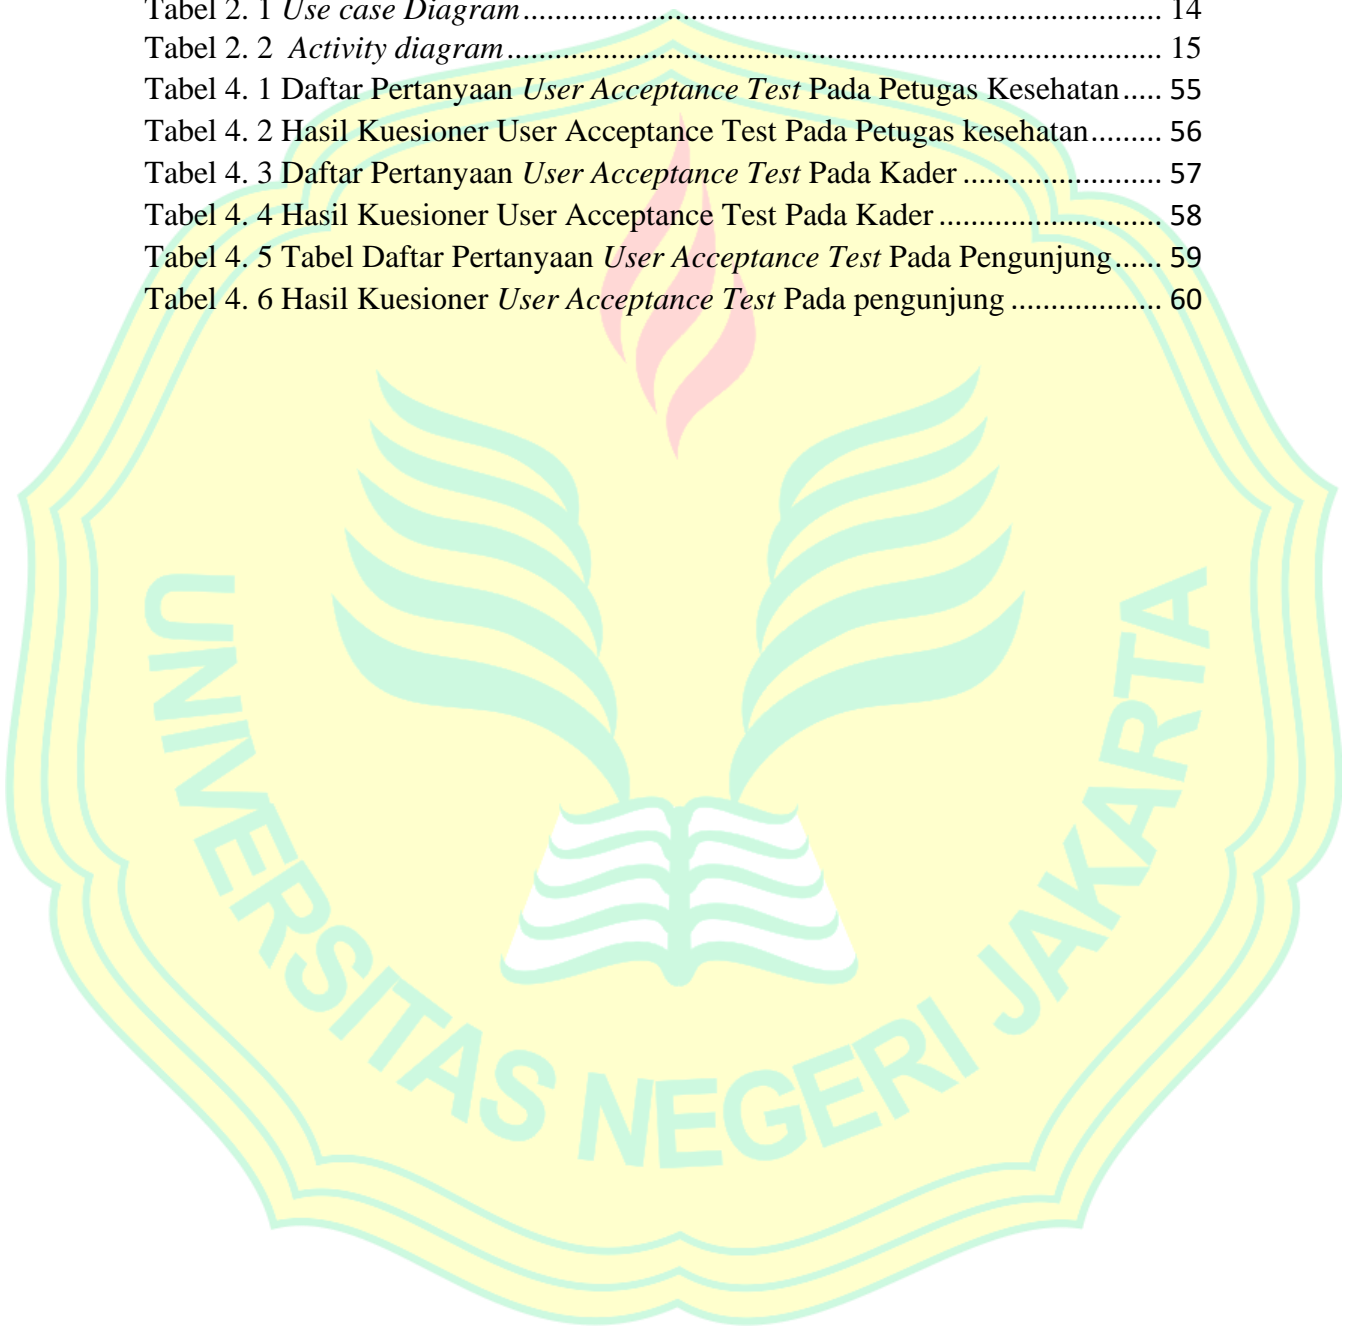 Tabel 2. 1 Use case Diagram.................................................................................. 14
Tabel 2. 2  Activity diagram.................................................................................... 15
Tabel 4. 1 Daftar Pertanyaan User Acceptance Test Pada Petugas Kesehatan..... 55
Tabel 4. 2 Hasil Kuesioner User Acceptance Test Pada Petugas kesehatan......... 56
Tabel 4. 3 Daftar Pertanyaan User Acceptance Test Pada Kader ........................ 57
Tabel 4. 4 Hasil Kuesioner User Acceptance Test Pada Kader ........................... 58
Tabel 4. 5 Tabel Daftar Pertanyaan User Acceptance Test Pada Pengunjung...... 59
Tabel 4. 6 Hasil Kuesioner User Acceptance Test Pada pengunjung .................. 60
UNIVERSITAS NEGERI JAKARTA